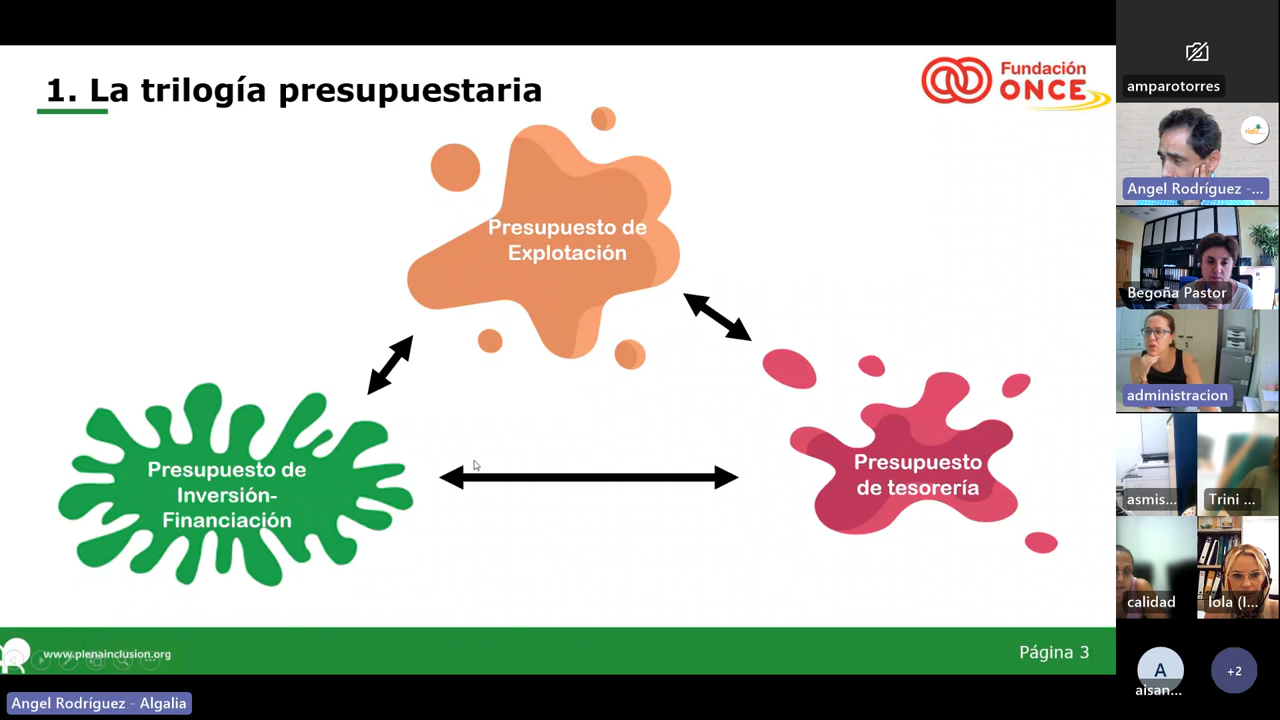 1. La trilogía presupuestaria
Fundación
ONCE
Presupuesto de
Explotación
Presupuesto de
Inversión-
Financiación
Presupuesto
de tesorería
www.plenainclusion.org
Página 3
Angel Rodríguez - Algalia
amparotorres
Angel Rodríguez -...
Begoña Pastor
administracion
asmis...
Trini ...
calidad
lola (I...
A
aisan...
+2